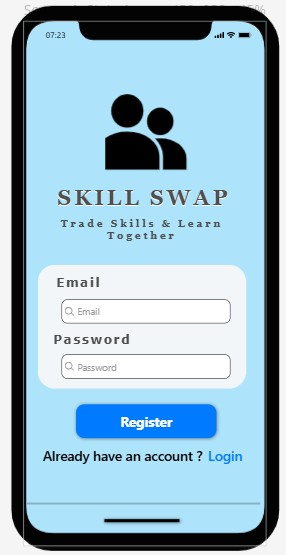 07:23
SKILL SWAP
Trade Skills & Learn
Together
Email
Email
Password
Password
Register
Already have an account ? Login